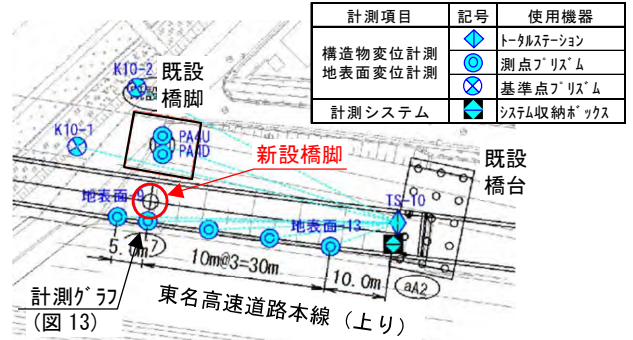 計測項目 記号 使用機器
構造物変位計測
地表面変位計測
ﾄｰﾀﾙｽﾃｰｼｮﾝ
測点ﾌﾟﾘｽﾞﾑ
基準点ﾌﾟﾘｽﾞﾑ
計測システム ｼｽﾃﾑ収納ﾎﾞｯｸｽ
K10-2
既設
橋脚
K10-1
PA4U
PA4D
新設橋脚
既設
橋台
TS-10
地表面-9
地表面-13
5.0m
10m@3=30m
10.0m
aA2
計測ｸﾞﾗﾌ
(図 13)
東名高速道路本線（上り）